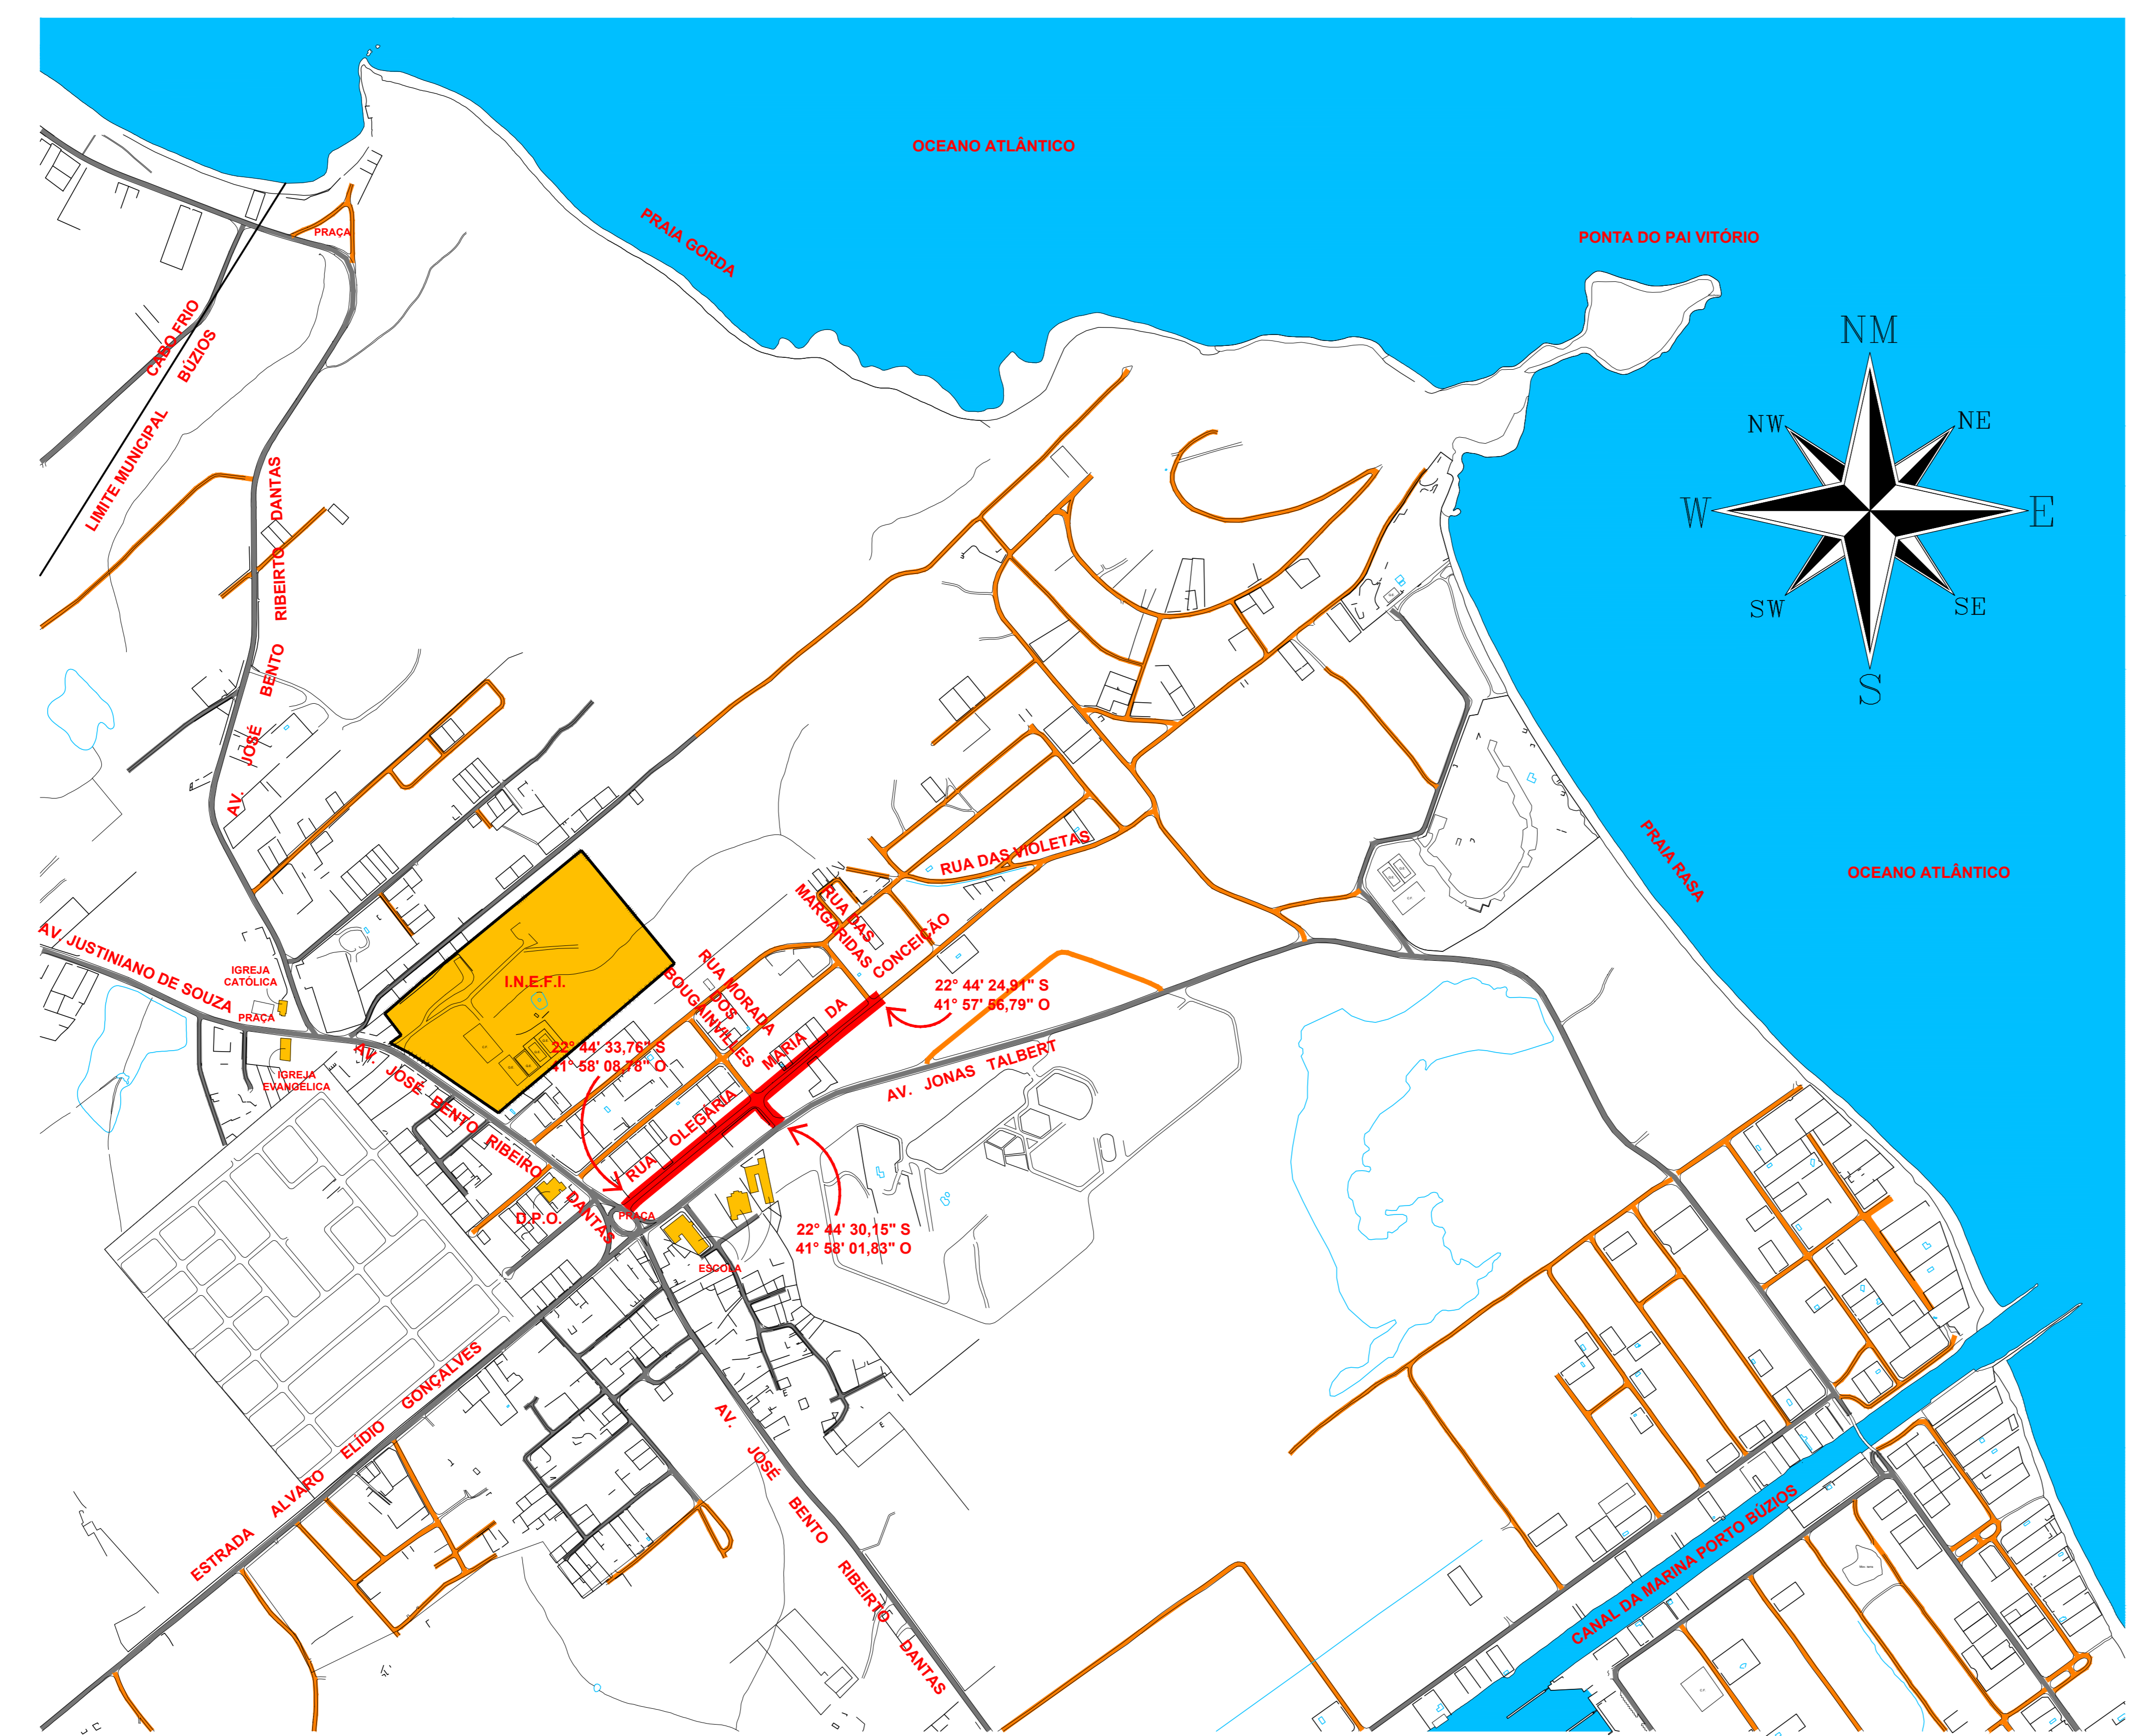 OCEANO ATLÂNTICO
PRAIA GORDA
PONTA DO PAI VITÓRIO
PRAÇA
NM
NW
NE
W
E
SW
SE
S
CABO FRIO
BÚZIOS
LIMITE MUNICIPAL
AV. JOSÉ BENTO RIBEIRTO DANTAS
PRAIA RASA
OCEANO ATLÂNTICO
RUA DAS VIOLETAS
RUA DAS
MARGARIDAS
AV JUSTINIANO DE SOUZA
IGREJA
CATÓLICA
PRAÇA
I.N.E.F.I.
RUA MORADA
DOS
BOUGAINVILLES
22° 44' 24,91" S
41° 57' 56,79" O
RUA OLEGÁRIA MARIA DA CONCEIÇÃO
22° 44' 33,76" S
41° 58' 08,78" O
IGREJA
EVANGÉLICA
AV. JOSÉ BENTO RIBEIRO DANTAS
AV. JONAS TALBERT
D.P.O.
PRAÇA
22° 44' 30,15" S
41° 58' 01,83" O
ESCOLA
ESTRADA ALVARO ELÍDIO GONÇALVES
AV. JOSÉ BENTO RIBEIRTO DANTAS
CANAL DA MARINA PORTO BÚZIOS